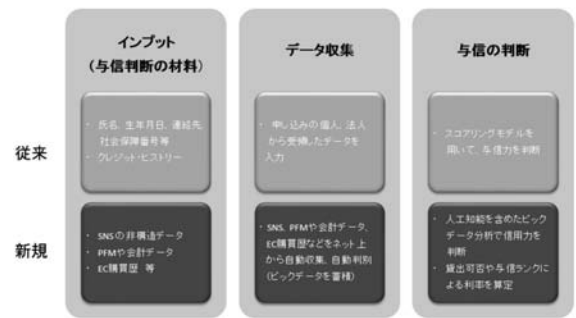 インプット
(与信判断の材料)
データ収集
与信の判断
従来
・ 氏名、生年月日、連絡先、
社会保障番号等
・ クレジット・ヒストリー
・ 申し込みの個人、法人
から受領したデータを
入力
・ スコアリングモデルを
用いて、与信力を判断
新規
・ SNSの非構造データ
・ PFMや会計データ
・ EC購買歴 等
・ SNS、PFMや会計データ、
EC購買歴などをネット上
から自動収集、自動判別
(ビックデータを蓄積)
・ 人工知能を含めたビック
データ分析で信用力を
判断
・ 貸出可否や与信ランクに
よる利率を算定